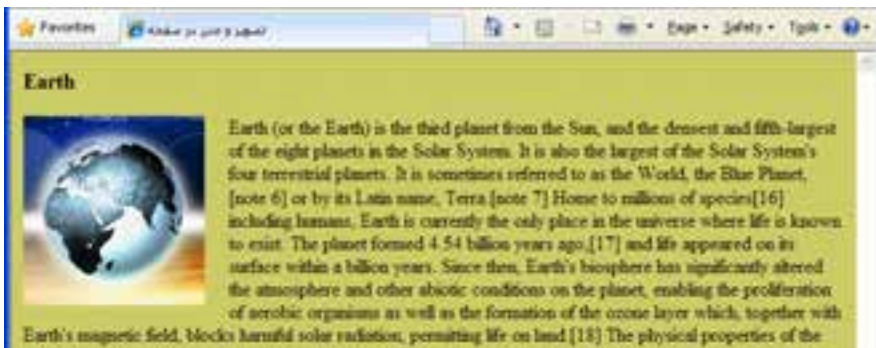 Favorites تصویر و متن در صفحه Page Safety Tools
Earth
Earth (or the Earth) is the third planet from the Sun, and the densest and fifth-largest
of the eight planets in the Solar System. It is also the largest of the Solar System's
four terrestrial planets. It is sometimes referred to as the World, the Blue Planet,
[note 6] or by its Latin name, Terra.[note 7] Home to millions of species[16]
including humans, Earth is currently the only place in the universe where life is known
to exist. The planet formed 4.54 billion years ago,[17] and life appeared on its
surface within a billion years. Since then, Earth's biosphere has significantly altered
the atmosphere and other abiotic conditions on the planet, enabling the proliferation
of aerobic organisms as well as the formation of the ozone layer which, together with
Earth's magnetic field, blocks harmful solar radiation, permitting life on land.[18] The physical properties of the